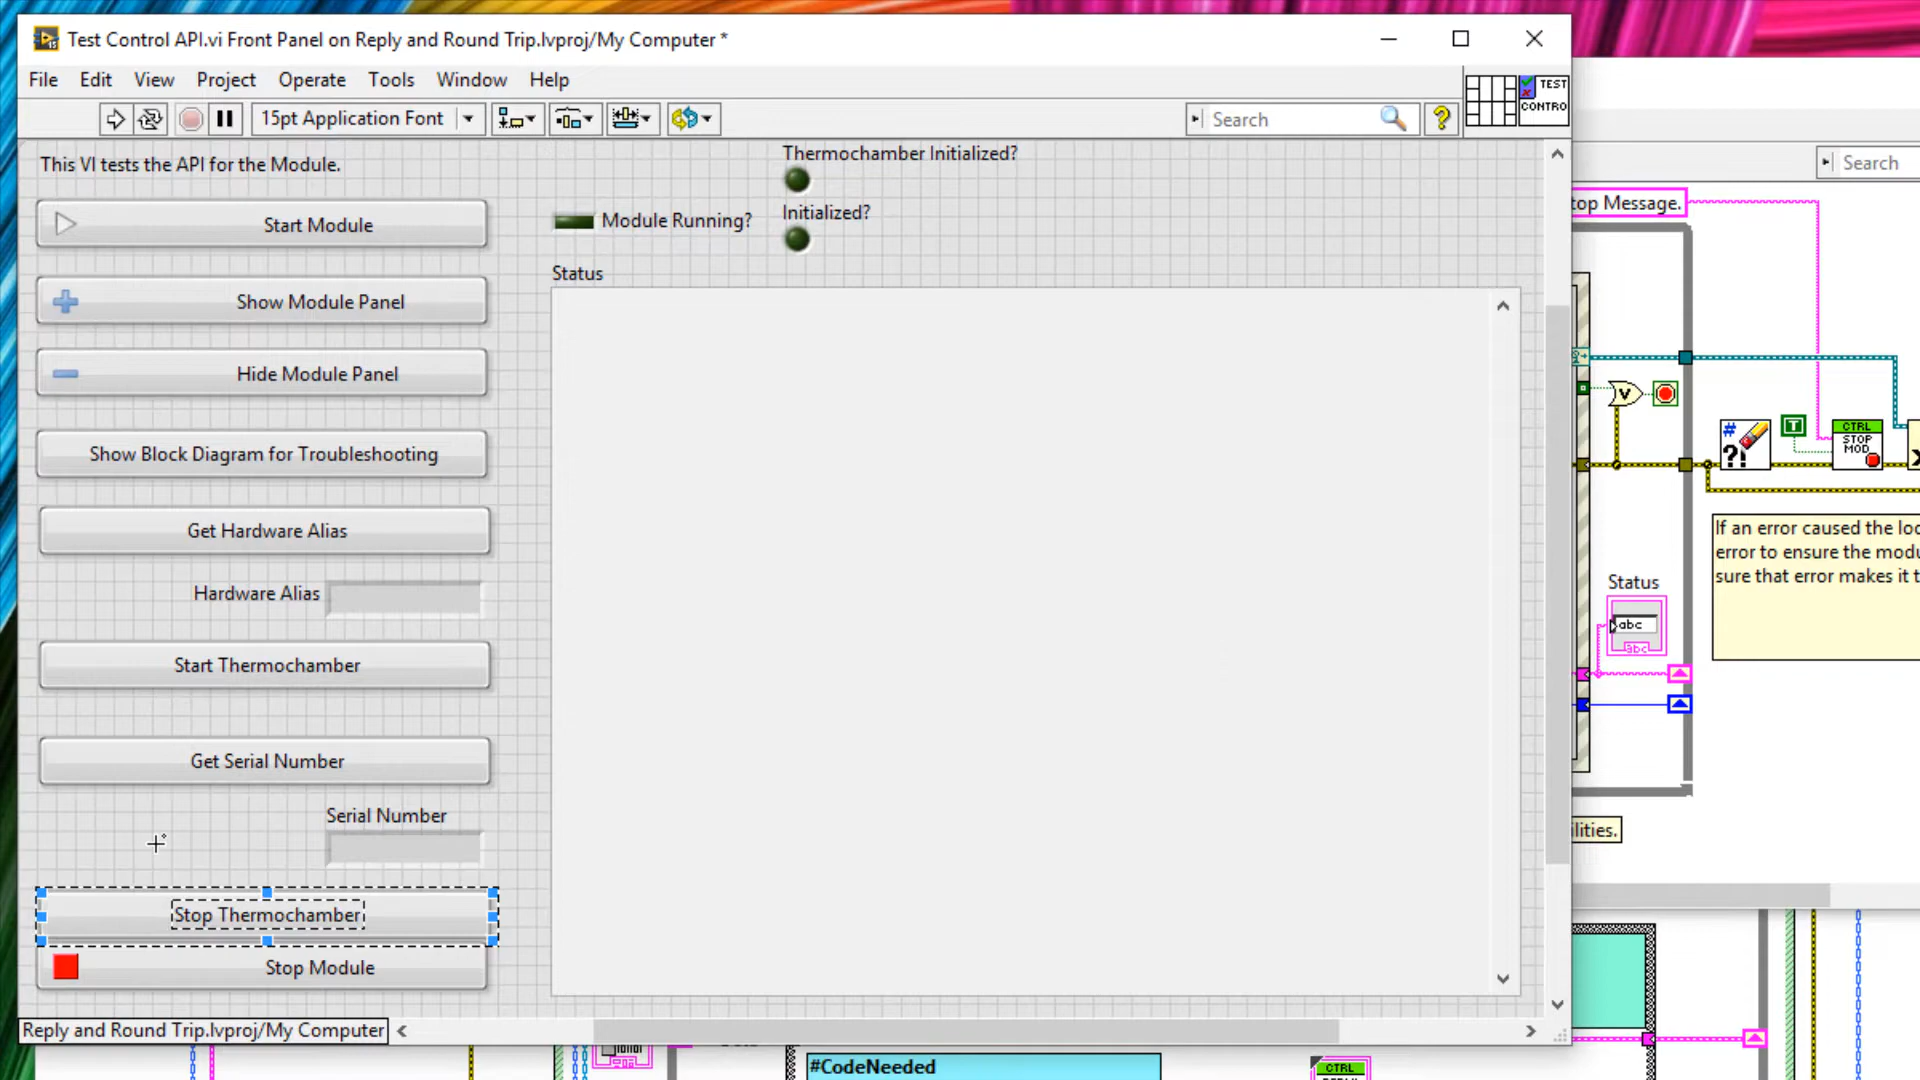 Test Control API.vi Front Panel on Reply and Round Trip.lvproj/My Computer *
File Edit View Project Operate Tools Window Help
15pt Application Font
Search
?
TEST
CONTRO
This VI tests the API for the Module.
Start Module
Show Module Panel
Hide Module Panel
Show Block Diagram for Troubleshooting
Get Hardware Alias
Hardware Alias
Start Thermochamber
Get Serial Number
Serial Number
Stop Thermochamber
Stop Module
Module Running?
Thermochamber Initialized?
Initialized?
Status
Reply and Round Trip.lvproj/My Computer
Search
top Message.
V
#
?!
T
CTRL
STOP
MOD
If an error caused the loo
error to ensure the modu
sure that error makes it t
Status
abc
abc
ilities.
#CodeNeeded
CTRL